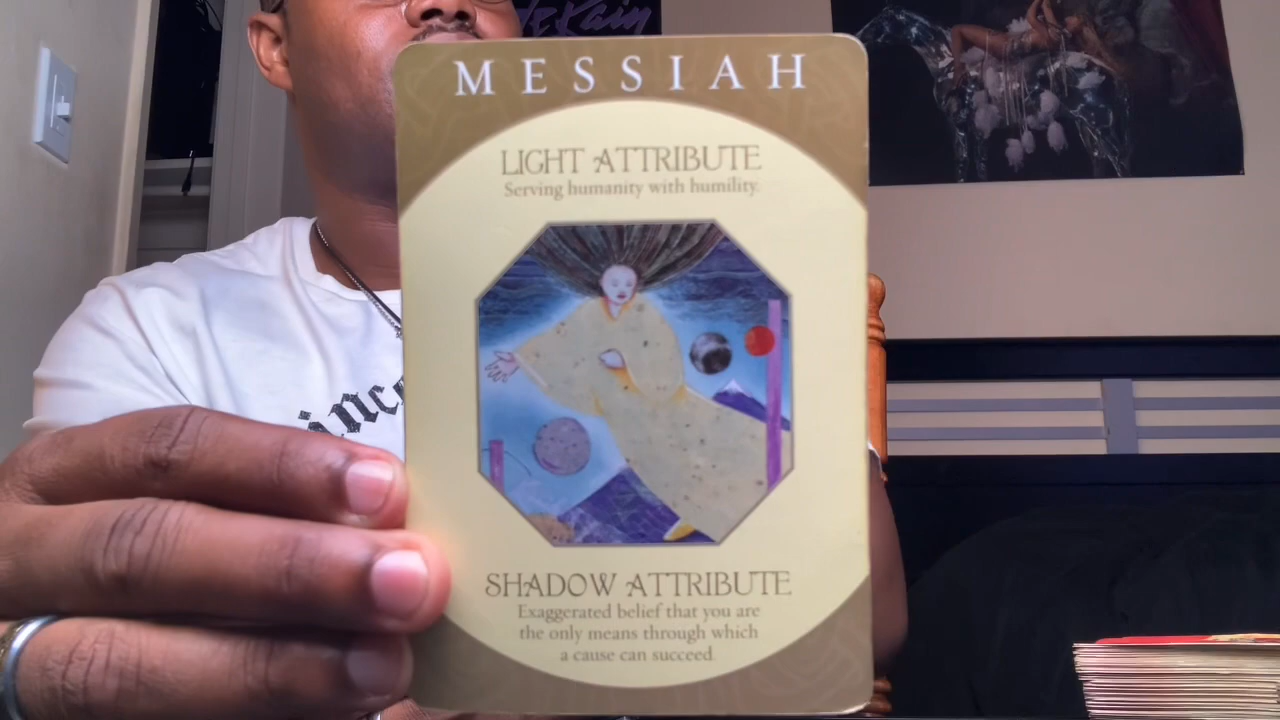 MESSIAH
LIGHT ATTRIBUTE
Serving humanity with humility.
SHADOW ATTRIBUTE
Exaggerated belief that you are
the only means through which
a cause can succeed.